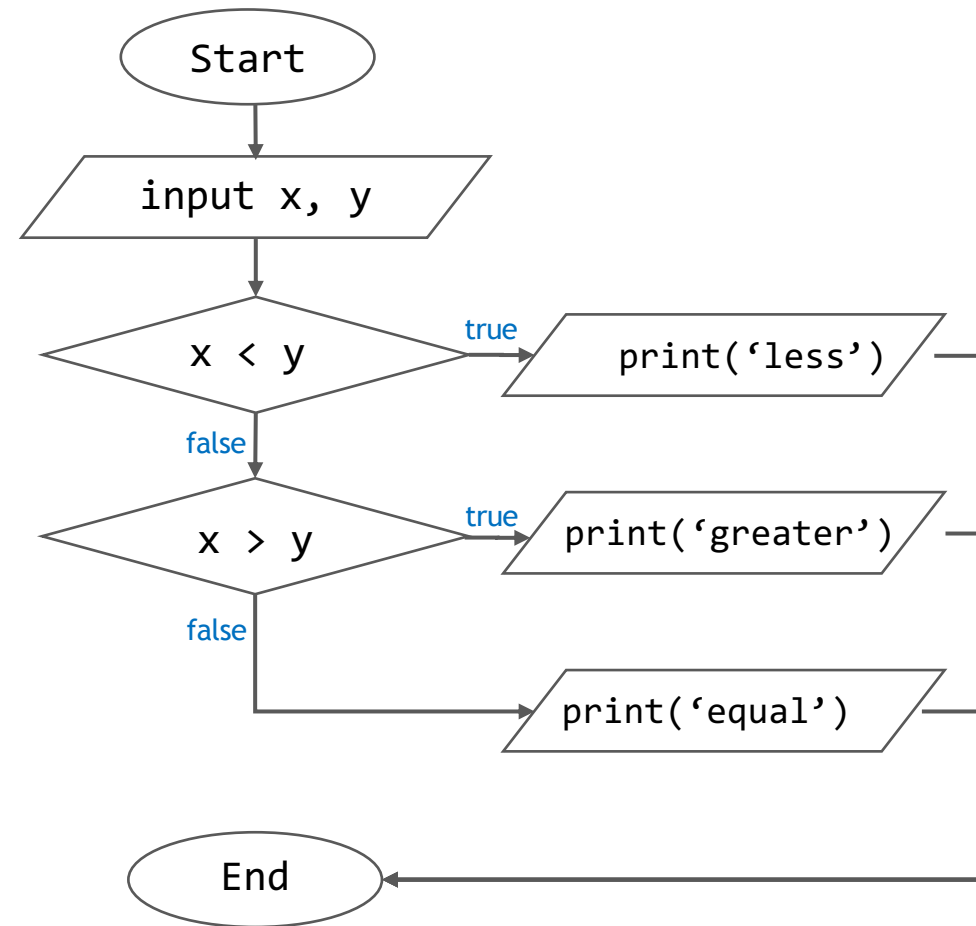 Start
input x, y
x < y
true
print(‘less’)
false
x > y
true
print(‘greater’)
false
print(‘equal’)
End